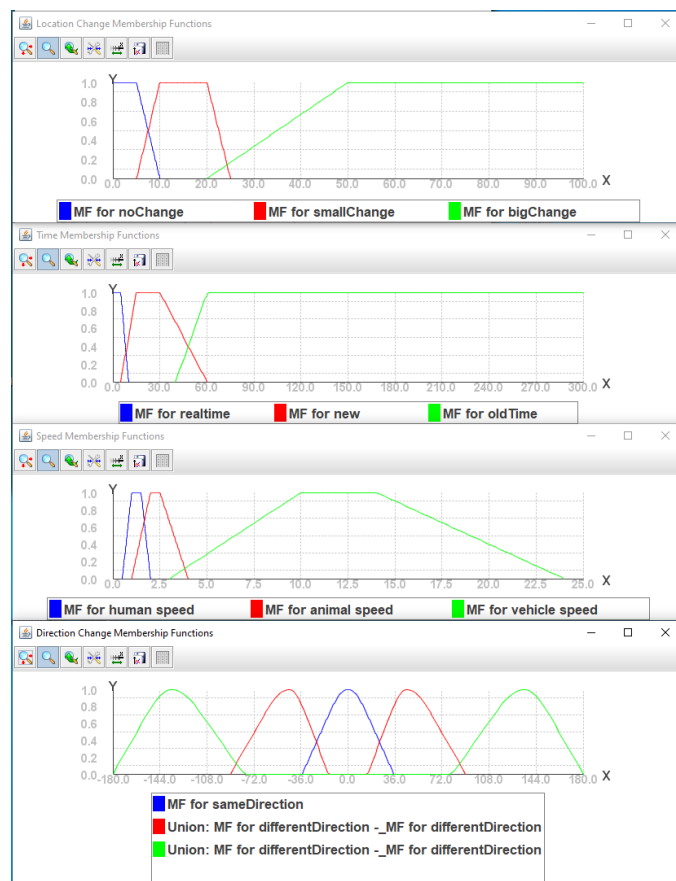 Location Change Membership Functions
Y
1.0
0.8
0.6
0.4
0.2
0.0
0.0 10.0 20.0 30.0 40.0 50.0 60.0 70.0 80.0 90.0 100.0 X
MF for noChange MF for smallChange MF for bigChange
Time Membership Functions
Y
1.0
0.8
0.6
0.4
0.2
0.0
0.0 30.0 60.0 90.0 120.0 150.0 180.0 210.0 240.0 270.0 300.0 X
MF for realtime MF for new MF for oldTime
Speed Membership Functions
Y
1.0
0.8
0.6
0.4
0.2
0.0
0.0 2.5 5.0 7.5 10.0 12.5 15.0 17.5 20.0 22.5 25.0 X
MF for human speed MF for animal speed MF for vehicle speed
Direction Change Membership Functions
Y
1.0
0.8
0.6
0.4
0.2
0.0
-180.0 -144.0 -108.0 -72.0 -36.0 0.0 36.0 72.0 108.0 144.0 180.0 X
MF for sameDirection
Union: MF for differentDirection -_MF for differentDirection
Union: MF for differentDirection -_MF for differentDirection